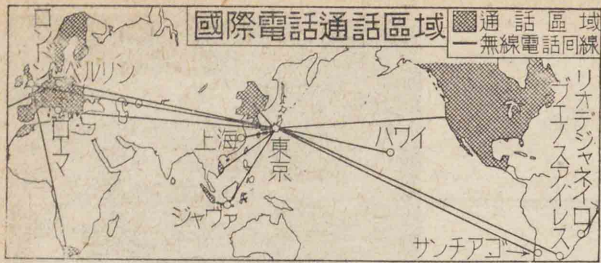 國際電話通話區域
通話區域
無線電話回線
ロンドン
ベルリン
ローマ
上海
東京
ハワイ
ジャヴァ
リオデジャネイロ
ブエノスアイレス
サンチアゴ